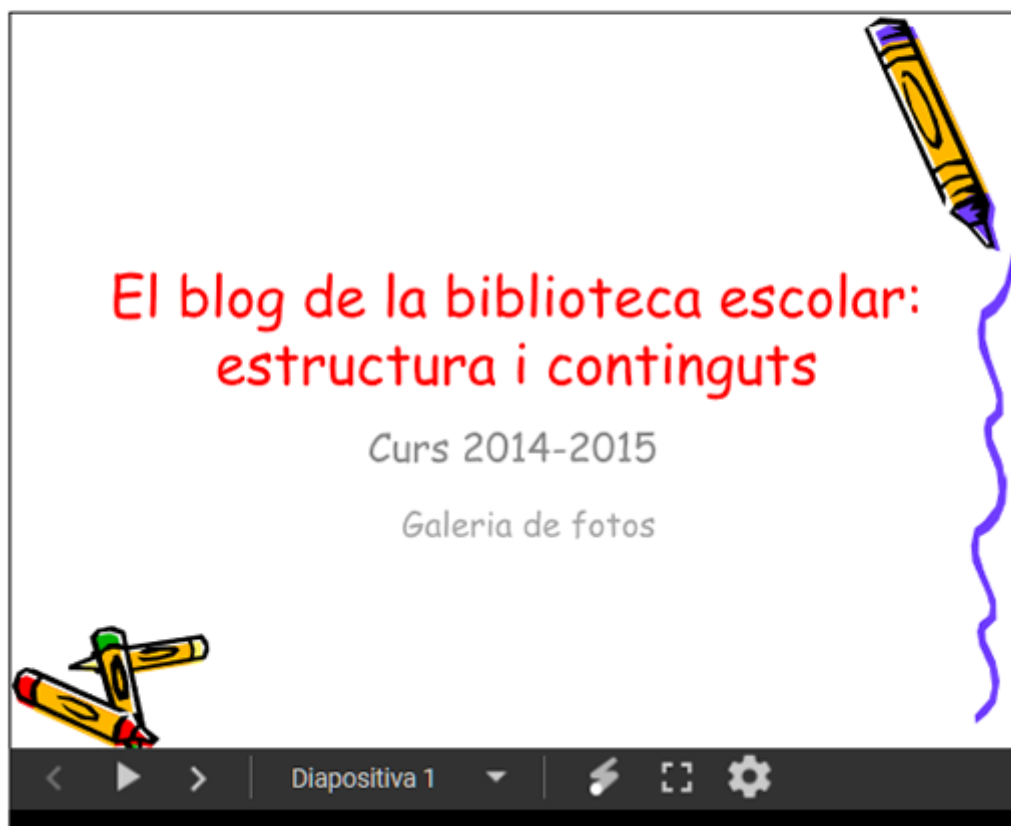 El blog de la biblioteca escolar:
estructura i continguts
Curs 2014-2015
Galeria de fotos
Diapositiva 1